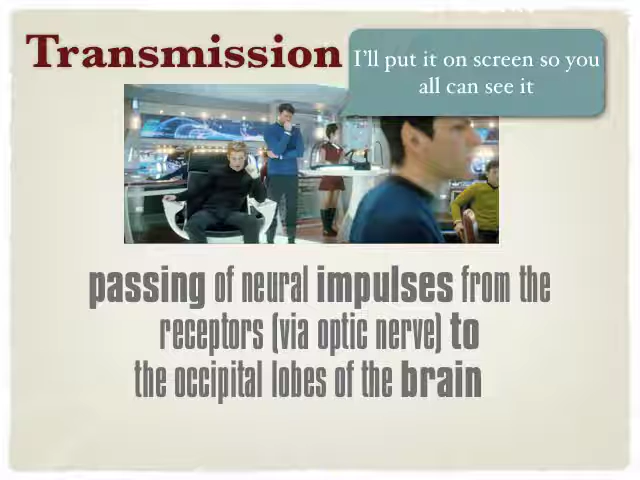 Transmission
I'll put it on screen so you
all can see it
passing of neural impulses from the
receptors (via optic nerve) to
the occipital lobes of the brain